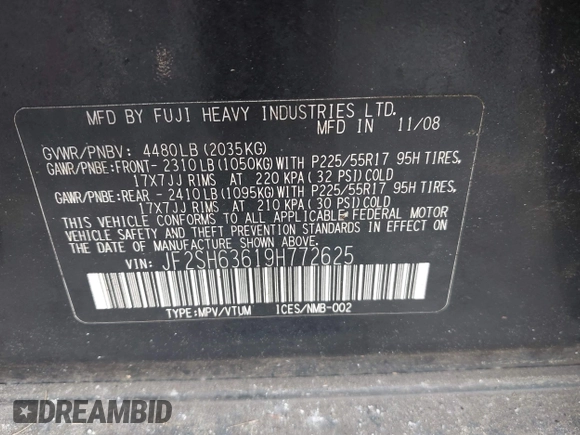 MFD BY FUJI HEAVY INDUSTRIES LTD.
MFD IN 11/08
GVWR/PNBV: 4480LB (2035KG)
GAWR/PNBE:FRONT- 2310LB (1050KG) WITH P225/55R17 95H TIRES,
17X7JJ RIMS AT 220 KPA ( 32 PSI) COLD
GAWR/PNBE:REAR - 2410LB (1095KG) WITH P225/55R17 95H TIRES,
17X7JJ RIMS AT 210 KPA ( 30 PSI) COLD
THIS VEHICLE CONFORMS TO ALL APPLICABLE FEDERAL MOTOR
VEHICLE SAFETY AND THEFT PREVENTION STANDARDS IN EFFECT
ON THE DATE OF MANUFACTURE SHOWN ABOVE.
VIN: JF2SH63619H772625
TYPE:MPV/VTUM ICES/NMB-002
DREAMBID